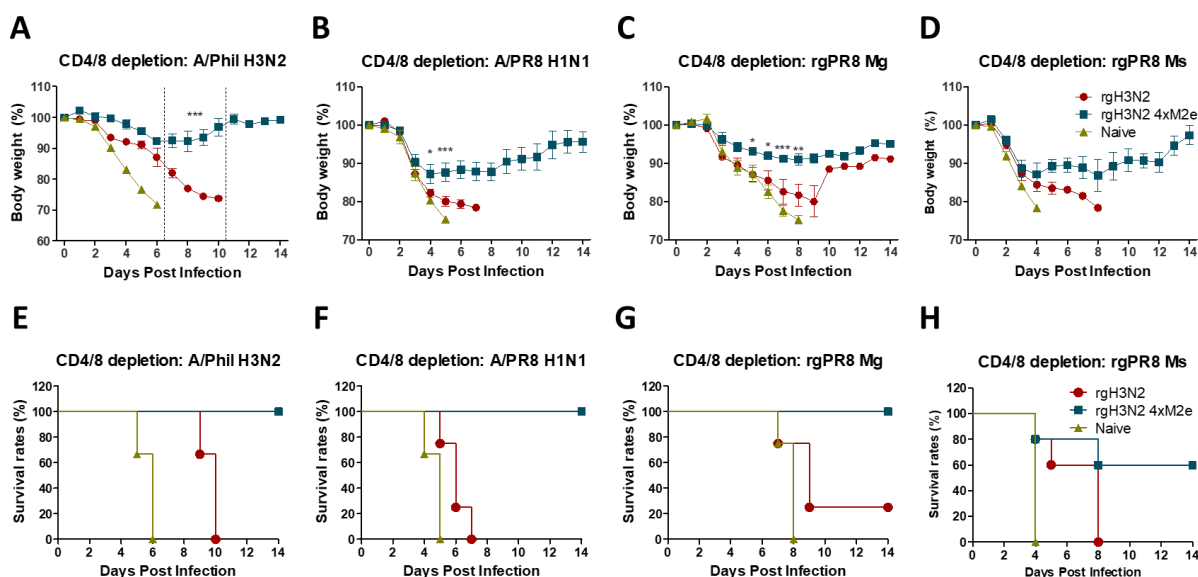 A
CD4/8 depletion: A/Phil H3N2
Body weight (%)
100
90
80
70
60
***
0 2 4 6 8 10 12 14
Days Post Infection
B
CD4/8 depletion: A/PR8 H1N1
Body weight (%)
110
100
90
80
70
* ***
0 2 4 6 8 10 12 14
Days Post Infection
C
CD4/8 depletion: rgPR8 Mg
Body weight (%)
110
100
90
80
70
* * *** **
0 2 4 6 8 10 12 14
Days Post Infection
D
CD4/8 depletion: rgPR8 Ms
Body weight (%)
110
100
90
80
70
rgH3N2
rgH3N2 4xM2e
Naive
0 2 4 6 8 10 12 14
Days Post Infection
E
CD4/8 depletion: A/Phil H3N2
Survival rates (%)
120
100
80
60
40
20
0
0 2 4 6 8 10 12 14
Days Post Infection
F
CD4/8 depletion: A/PR8 H1N1
Survival rates (%)
120
100
80
60
40
20
0
0 2 4 6 8 10 12 14
Days Post Infection
G
CD4/8 depletion: rgPR8 Mg
Survival rates (%)
120
100
80
60
40
20
0
0 2 4 6 8 10 12 14
Days Post Infection
H
CD4/8 depletion: rgPR8 Ms
Survival rates (%)
120
100
80
60
40
20
0
rgH3N2
rgH3N2 4xM2e
Naive
0 2 4 6 8 10 12 14
Days Post Infection